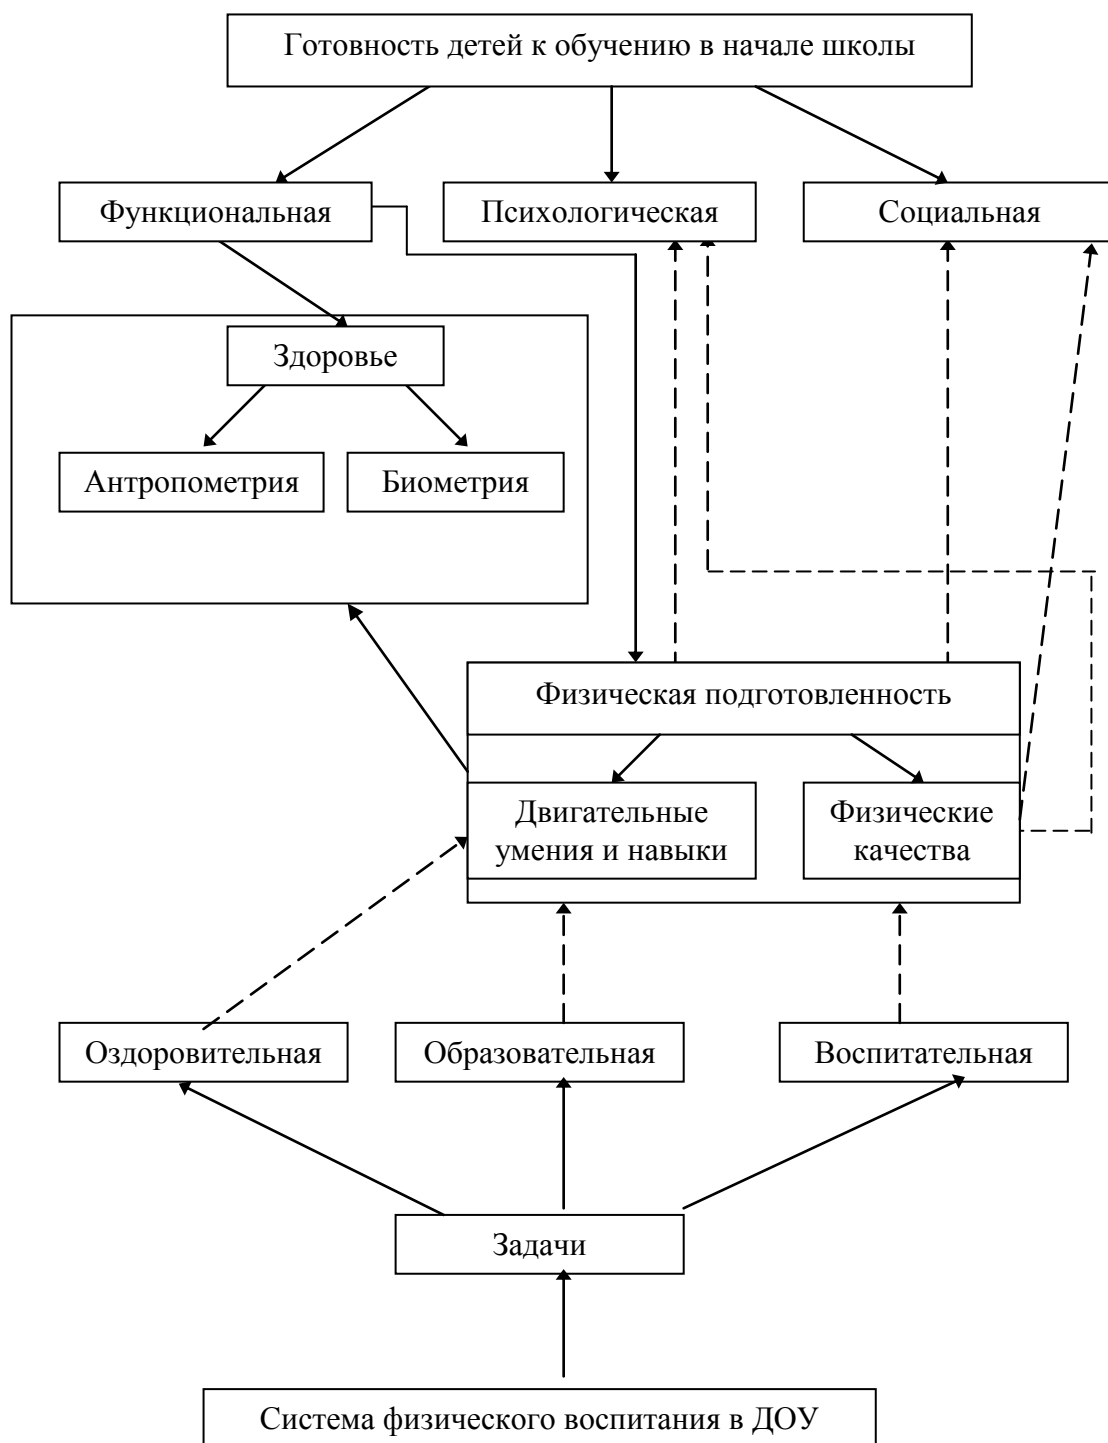 Готовность детей к обучению в начале школы
Функциональная
Психологическая
Социальная
Здоровье
Антропометрия
Биометрия
Физическая подготовленность
Двигательные
умения и навыки
Физические
качества
Оздоровительная
Образовательная
Воспитательная
Задачи
Система физического воспитания в ДОУ